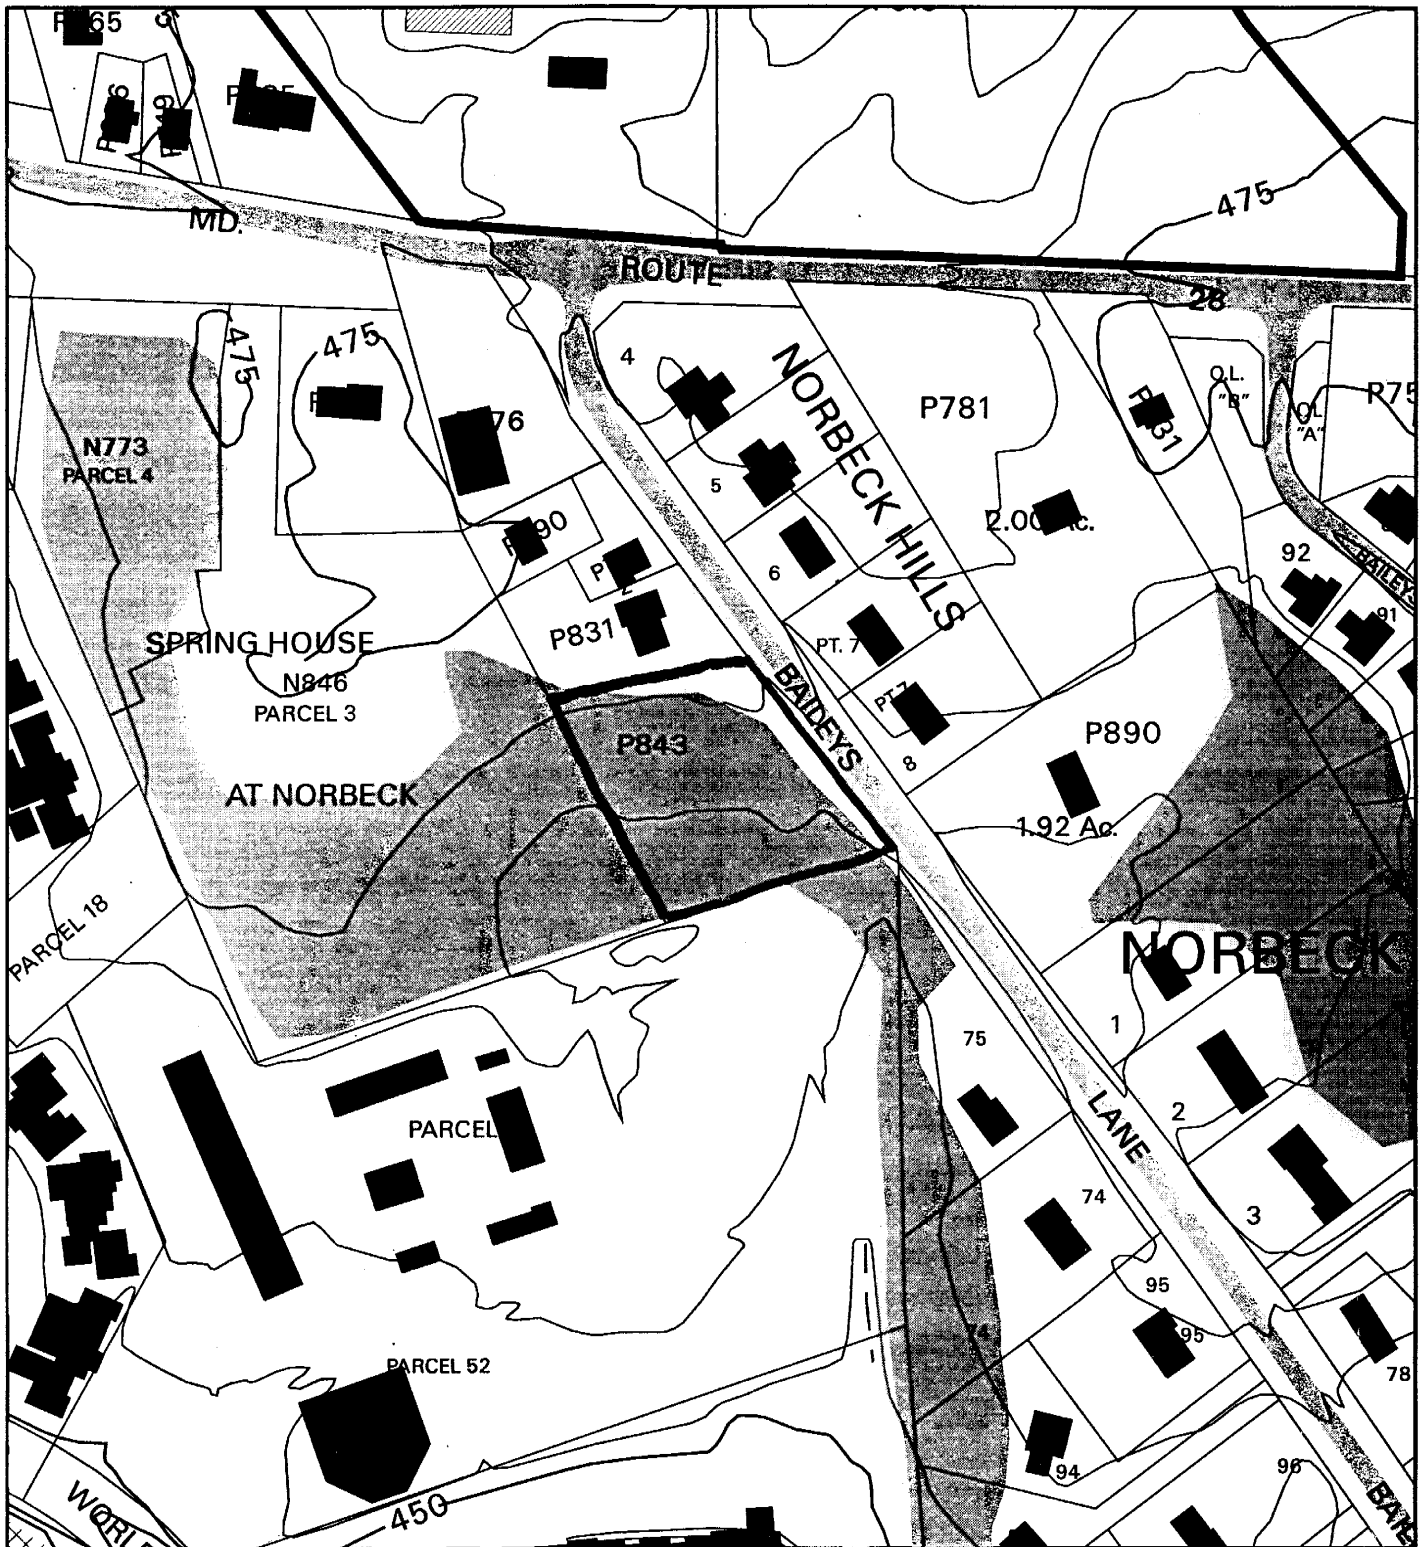 475
MD.
ROUTE
28
475
475
4
NORBECK HILLS
P781
O.L.
"B"
OL
"A"
N773
PARCEL 4
5
2.00 Ac.
92
BAILEYS
91
6
P831
PT. 7
PT. 7
SPRING HOUSE
N846
PARCEL 3
P843
BAILEYS
8
P890
AT NORBECK
1.92 Ac.
PARCEL 18
NORBECK
75
1
2
LANE
PARCEL
74
3
95
95
74
PARCEL 52
78
94
96
450